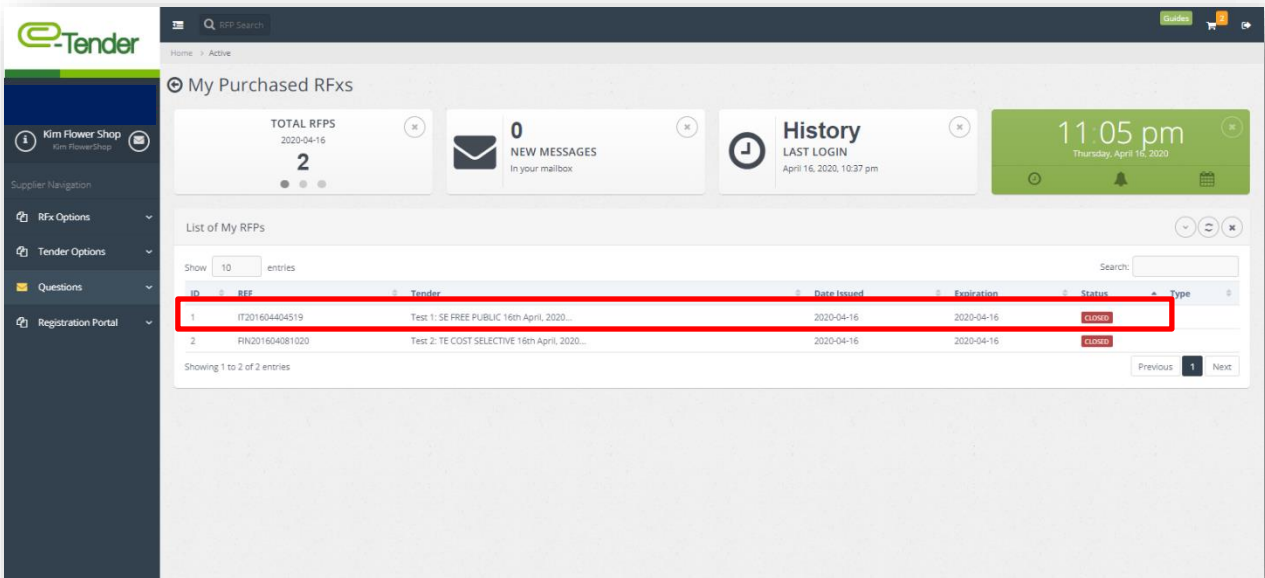 e-Tender
RFP Search
Guides
2
Home > Active
My Purchased RFxs
Kim Flower Shop
Kim FlowerShop
Supplier Navigation
RFx Options
Tender Options
Questions
Registration Portal
TOTAL RFPS
2020-04-16
2
0
NEW MESSAGES
In your mailbox
History
LAST LOGIN
April 16, 2020, 10:37 pm
11:05 pm
Thursday, April 16, 2020
List of My RFPs
Show 10 entries
Search:
ID REF Tender Date Issued Expiration Status Type
1 IT201604404519 Test 1: SE FREE PUBLIC 16th April, 2020... 2020-04-16 2020-04-16 CLOSED
2 FIN201604081020 Test 2: TE COST SELECTIVE 16th April, 2020... 2020-04-16 2020-04-16 CLOSED
Showing 1 to 2 of 2 entries
Previous 1 Next